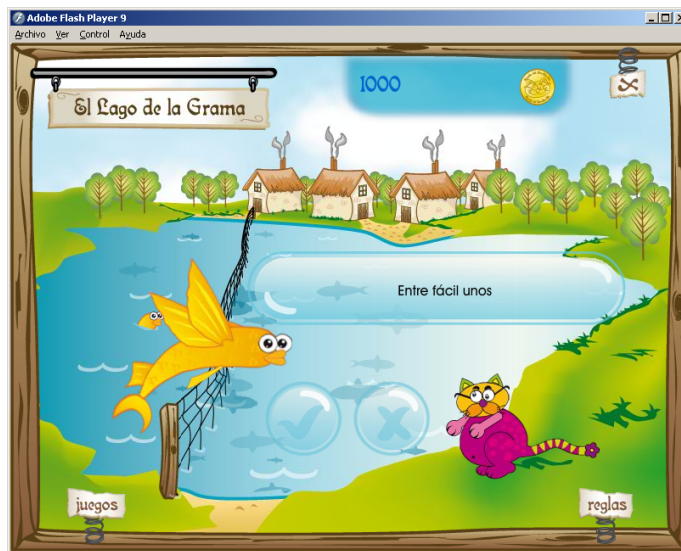 Adobe Flash Player 9
Archivo Ver Control Ayuda
El Lago de la Grama
1000
Entre fácil unos
juegos
reglas